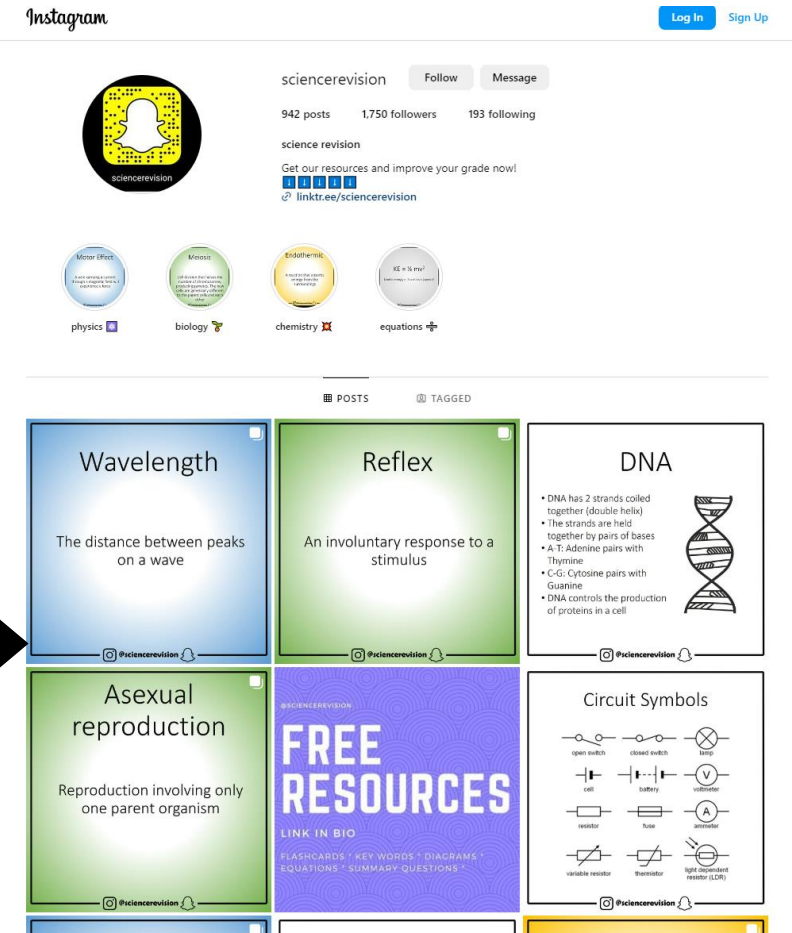 Instagram
Log In
Sign Up
sciencerevision
Follow
Message
942 posts
1,750 followers
193 following
science revision
Get our resources and improve your grade now!
linktr.ee/sciencerevision
sciencerevision
Motor Effect
Meiosis
Endothermic
KE = ½ mv²
physics
biology
chemistry
equations
POSTS
TAGGED
Wavelength
The distance between peaks
on a wave
@sciencerevision
Reflex
An involuntary response to a
stimulus
@sciencerevision
DNA
• DNA has 2 strands coiled
together (double helix)
• The strands are held
together by pairs of bases
• A-T: Adenine pairs with
Thymine
• C-G: Cytosine pairs with
Guanine
• DNA controls the production
of proteins in a cell
@sciencerevision
Asexual
reproduction
Reproduction involving only
one parent organism
@sciencerevision
@SCIENCEREVISION
FREE
RESOURCES
LINK IN BIO
FLASHCARDS * KEY WORDS * DIAGRAMS *
EQUATIONS * SUMMARY QUESTIONS *
Circuit Symbols
open switch
closed switch
lamp
cell
battery
V
voltmeter
resistor
fuse
A
ammeter
variable resistor
thermistor
light dependent
resistor (LDR)
@sciencerevision